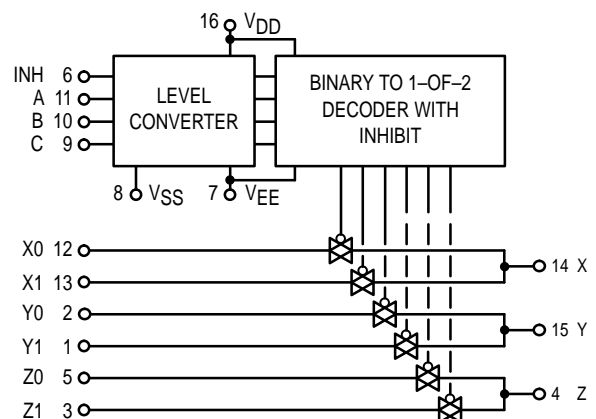 16 VDD
INH 6
A 11
B 10
C 9
LEVEL
CONVERTER
BINARY TO 1–OF–2
DECODER WITH
INHIBIT
8 VSS
7 VEE
X0 12
X1 13
14 X
Y0 2
Y1 1
15 Y
Z0 5
Z1 3
4 Z